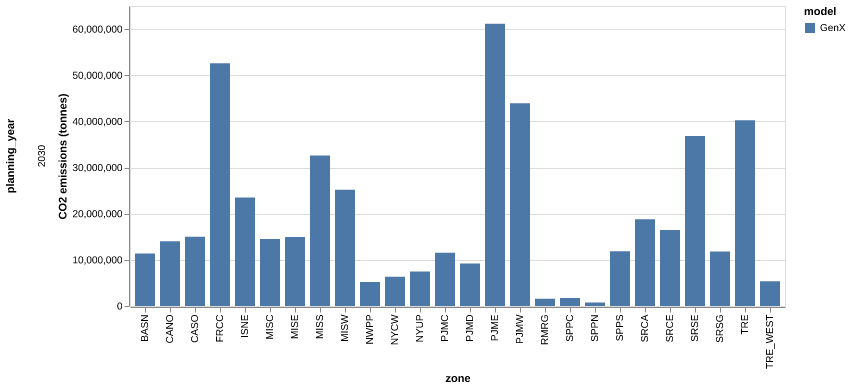 model
GenX
planning_year
2030
CO2 emissions (tonnes)
60,000,000
50,000,000
40,000,000
30,000,000
20,000,000
10,000,000
0
BASN
CANO
CASO
FRCC
ISNE
MISC
MISE
MISS
MISW
NWPP
NYCW
NYUP
PJMC
PJMD
PJME
PJMW
RMRG
SPPC
SPPN
SPPS
SRCA
SRCE
SRSE
SRSG
TRE
TRE_WEST
zone